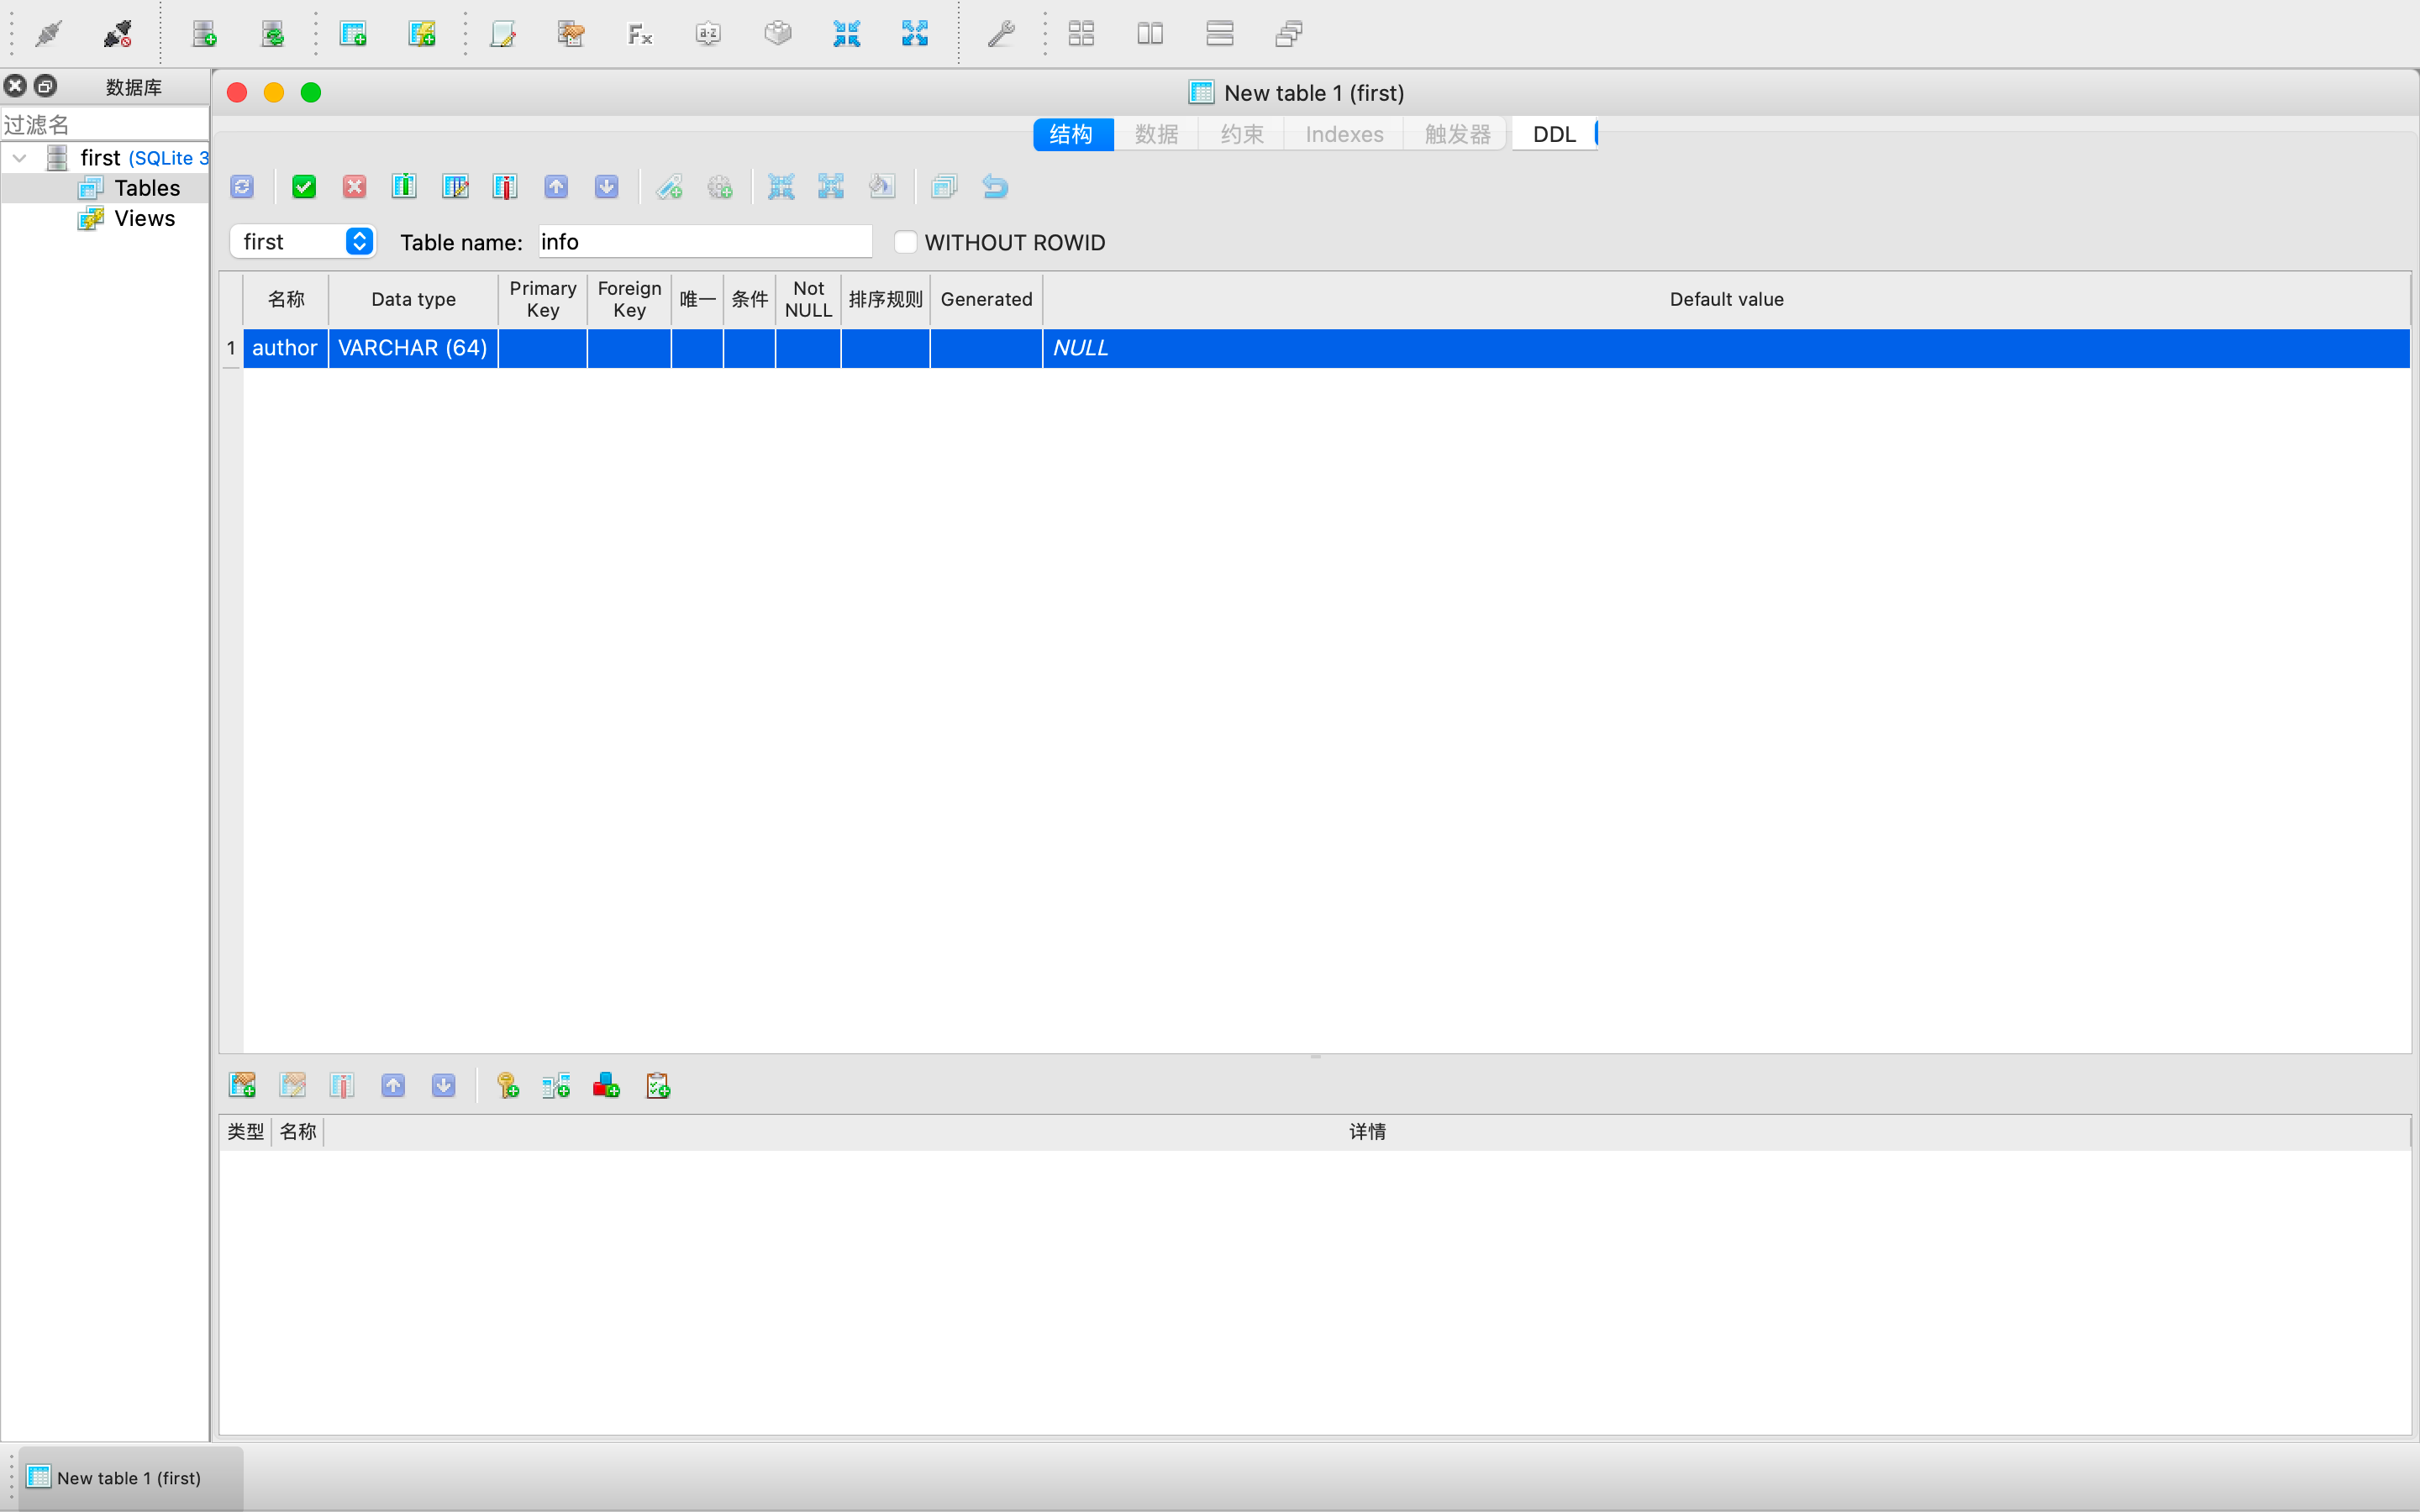 数据库
New table 1 (first)
过滤名
结构 数据 约束 Indexes 触发器 DDL
first (SQLite 3
Tables
Views
first Table name: info WITHOUT ROWID
名称 Data type Primary Key Foreign Key 唯一 条件 Not NULL 排序规则 Generated Default value
1 author VARCHAR (64) NULL
类型 名称 详情
New table 1 (first)